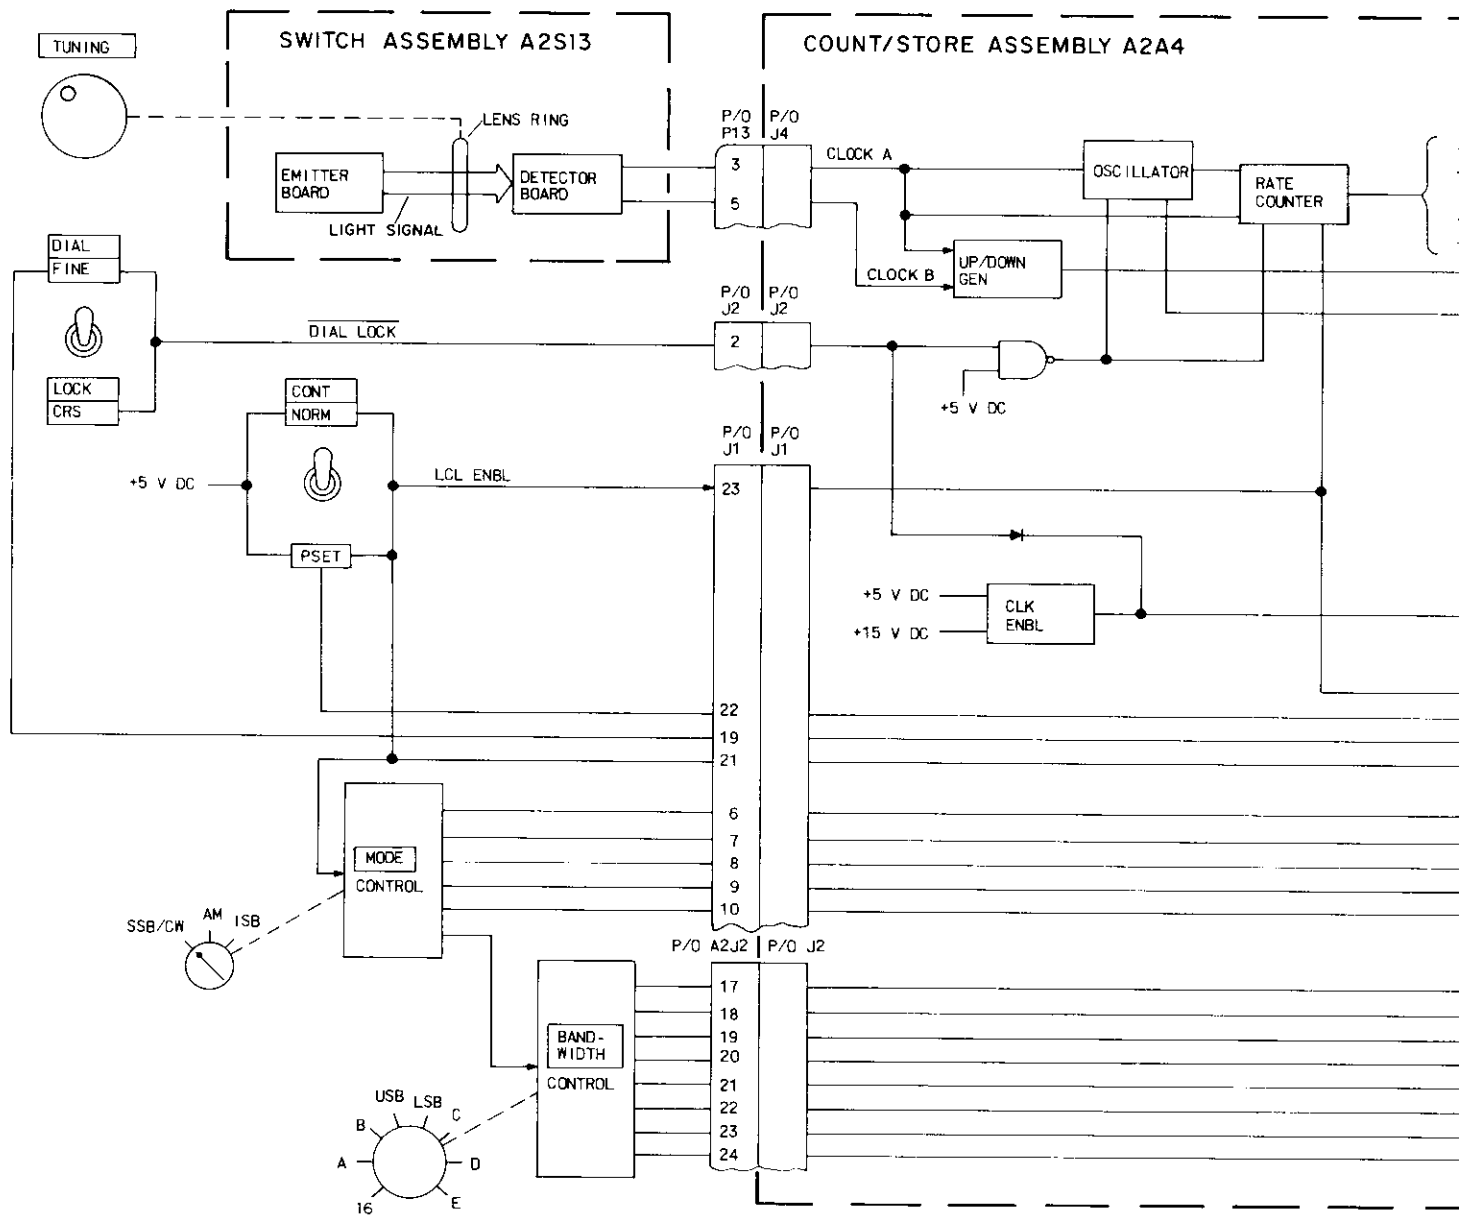 TUNING
SWITCH ASSEMBLY A2S13
COUNT/STORE ASSEMBLY A2A4
LENS RING
EMITTER
BOARD
DETECTOR
BOARD
LIGHT SIGNAL
P/O
P13
P/O
J4
3
5
CLOCK A
CLOCK B
OSCILLATOR
RATE
COUNTER
UP/DOWN
GEN
DIAL
FINE
LOCK
CRS
DIAL LOCK
P/O
J2
P/O
J2
2
+5 V DC
CONT
NORM
+5 V DC
PSET
LCL ENBL
P/O
J1
P/O
J1
23
+5 V DC
+15 V DC
CLK
ENBL
22
19
21
6
7
8
9
10
MODE
CONTROL
SSB/CW
AM
ISB
P/O A2J2
P/O J2
17
18
19
20
21
22
23
24
BAND-
WIDTH
CONTROL
16
A
B
USB
LSB
C
D
E